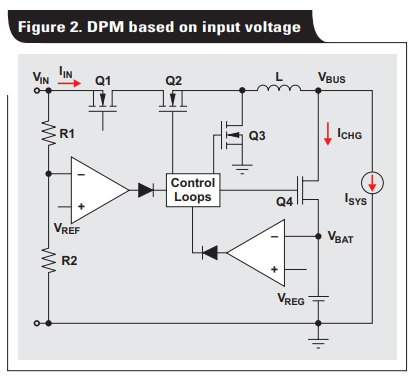 Figure 2. DPM based on input voltage
VIN
IIN
Q1
Q2
L
VBUS
R1
Q3
ICHG
−
+
VREF
Control
Loops
Q4
ISYS
R2
−
+
VBAT
VREG